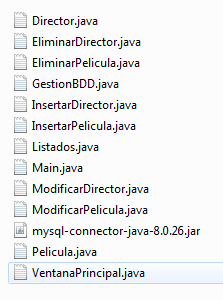 Director.java
EliminarDirector.java
EliminarPelicula.java
GestionBDD.java
InsertarDirector.java
InsertarPelicula.java
Listados.java
Main.java
ModificarDirector.java
ModificarPelicula.java
mysql-connector-java-8.0.26.jar
Pelicula.java
VentanaPrincipal.java